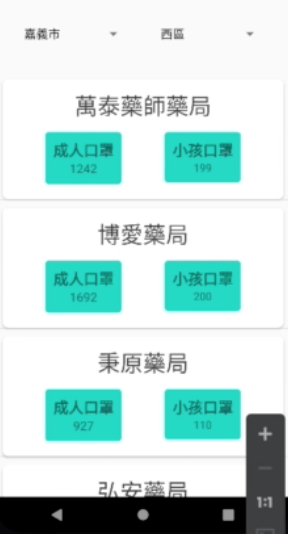 嘉義市 西區
萬泰藥師藥局
成人口罩 小孩口罩
1242 199
博愛藥局
成人口罩 小孩口罩
1692 200
秉原藥局
成人口罩 小孩口罩
927 110
弘安藥局
1:1